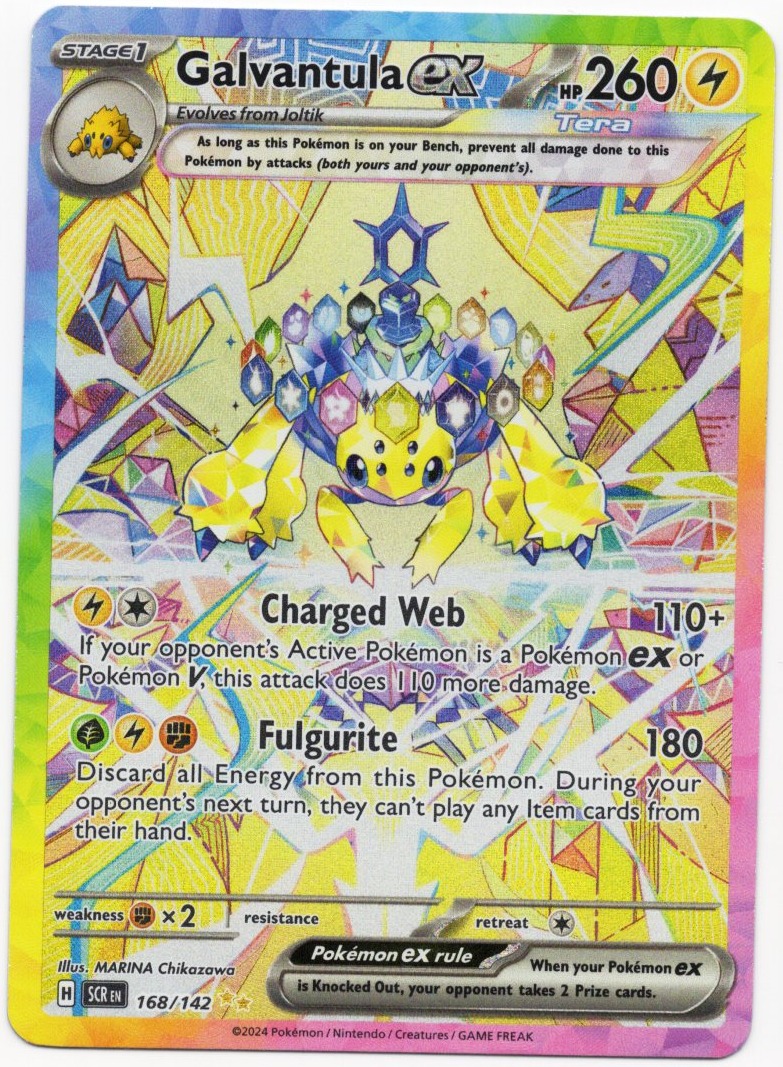 STAGE1
Galvantula ex
HP 260
Evolves from Joltik
Tera
As long as this Pokémon is on your Bench, prevent all damage done to this
Pokémon by attacks (both yours and your opponent's).
Charged Web 110+
If your opponent's Active Pokémon is a Pokémon ex or
Pokémon V, this attack does 110 more damage.
Fulgurite 180
Discard all Energy from this Pokémon. During your
opponent's next turn, they can't play any Item cards from
their hand.
weakness ×2 resistance retreat
Illus. MARINA Chikazawa
H SCR EN 168/142
Pokémon ex rule
When your Pokémon ex
is Knocked Out, your opponent takes 2 Prize cards.
©2024 Pokémon / Nintendo / Creatures / GAME FREAK